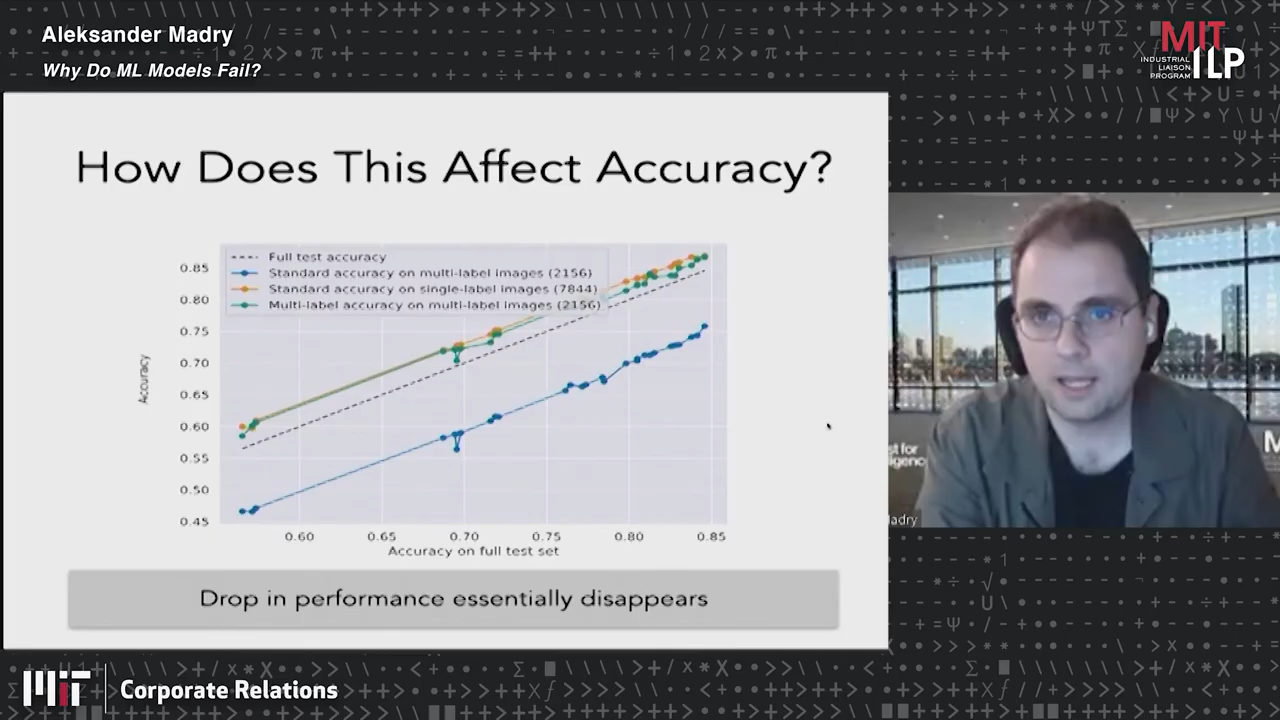 Aleksander Madry
Why Do ML Models Fail?
MIT
INDUSTRIAL
LIAISON
PROGRAM
ILP
How Does This Affect Accuracy?
Full test accuracy
Standard accuracy on multi-label images (2156)
Standard accuracy on single-label images (7844)
Multi-label accuracy on multi-label images (2156)
0.85
0.80
0.75
0.70
0.65
0.60
0.55
0.50
0.45
Accuracy
0.60 0.65 0.70 0.75 0.80 0.85
Accuracy on full test set
Drop in performance essentially disappears
adry
MIT
Corporate Relations